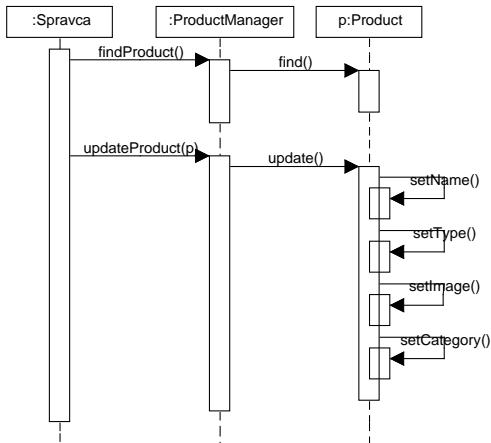 :Spravca
:ProductManager
p:Product
findProduct()
find()
updateProduct(p)
update()
setName()
setType()
setImage()
setCategory()